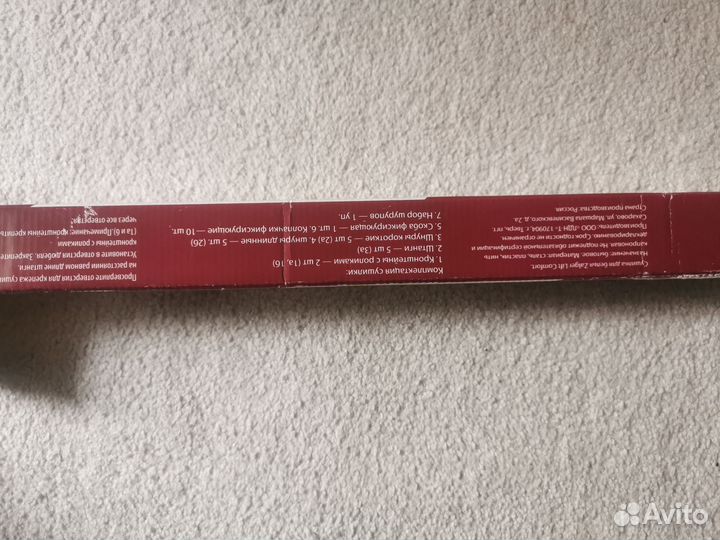 Сушилка для белья Zalger Lift Comfort.
Назначение: бытовое. Материал: сталь, пластик, нить
капроновая. Не подлежит обязательной сертификации
декларированию. Срок годности не ограничен.
Производитель: ООО 170904, г. Тверь, пгт.
Сахарово, ул. Маршала Василевского, д. 2а.
Страна производства: Россия.
Комплектация сушилки:
1. Кронштейны с роликами — 2 шт (1а, 1б)
2. Штанги — 5 шт (3а)
3. Шнуры короткие — 5 шт (2а) 4. Шнуры длинные — 5 шт (2б)
5. Скоба фиксирующая — 1 шт. 6. Колпачки фиксирующие — 10 шт.
7. Набор шурупов — 1 уп.
Просверлите отверстия для крепежа
на расстоянии равном длине штанги.
Установите в отверстия дюбеля. Закрепите
кронштейны с роликами
(1а и 1б) Примечание: кронштейны крепить
через все отверстия.
Avito